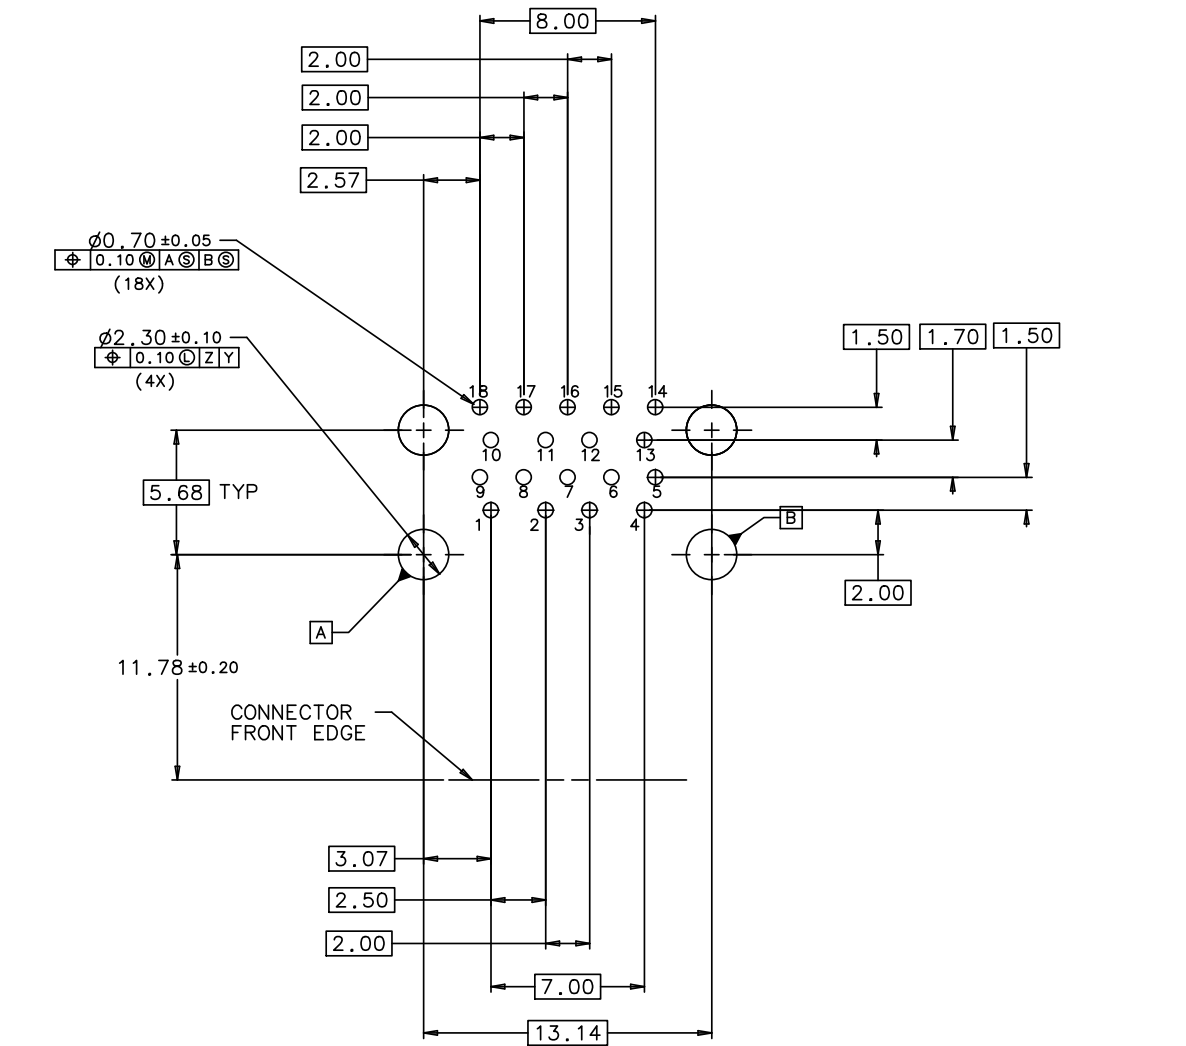 8.00
2.00
2.00
2.00
2.57
Ø0.70 ±0.05
⌖ 0.10 Ⓜ A Ⓢ B Ⓢ
(18X)
Ø2.30 ±0.10
⌖ 0.10 Ⓛ Z Y
(4X)
1.50 1.70 1.50
18 17 16 15 14
10 11 12 13
9 8 7 6 5
1 2 3 4
5.68 TYP
B
2.00
A
11.78 ±0.20
CONNECTOR
FRONT EDGE
3.07
2.50
2.00
7.00
13.14